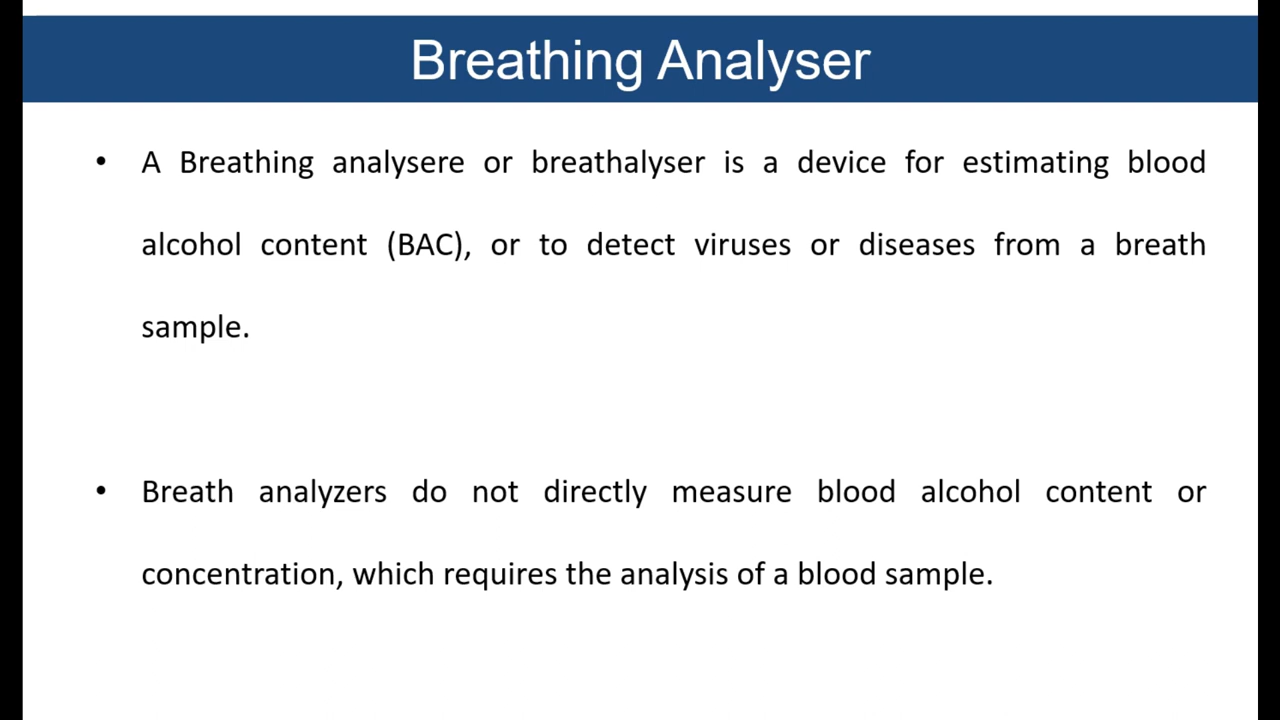 Breathing Analyser
• A Breathing analysere or breathalyser is a device for estimating blood
alcohol content (BAC), or to detect viruses or diseases from a breath
sample.
• Breath analyzers do not directly measure blood alcohol content or
concentration, which requires the analysis of a blood sample.